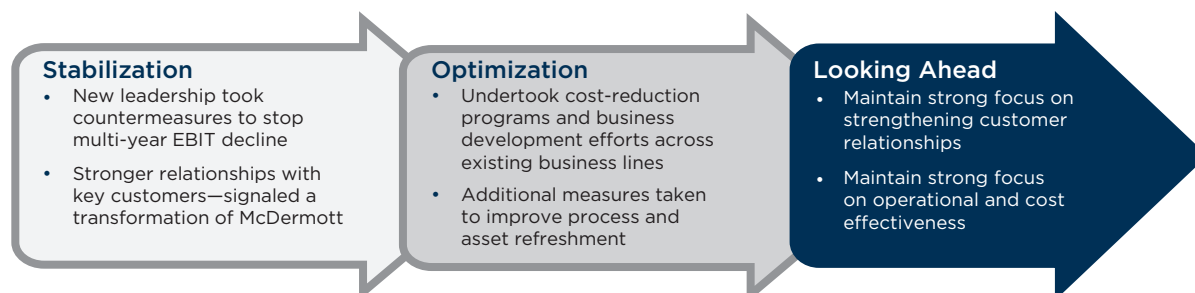 Stabilization
• New leadership took
countermeasures to stop
multi-year EBIT decline
• Stronger relationships with
key customers—signaled a
transformation of McDermott
Optimization
• Undertook cost-reduction
programs and business
development efforts across
existing business lines
• Additional measures taken
to improve process and
asset refreshment
Looking Ahead
• Maintain strong focus on
strengthening customer
relationships
• Maintain strong focus
on operational and cost
effectiveness